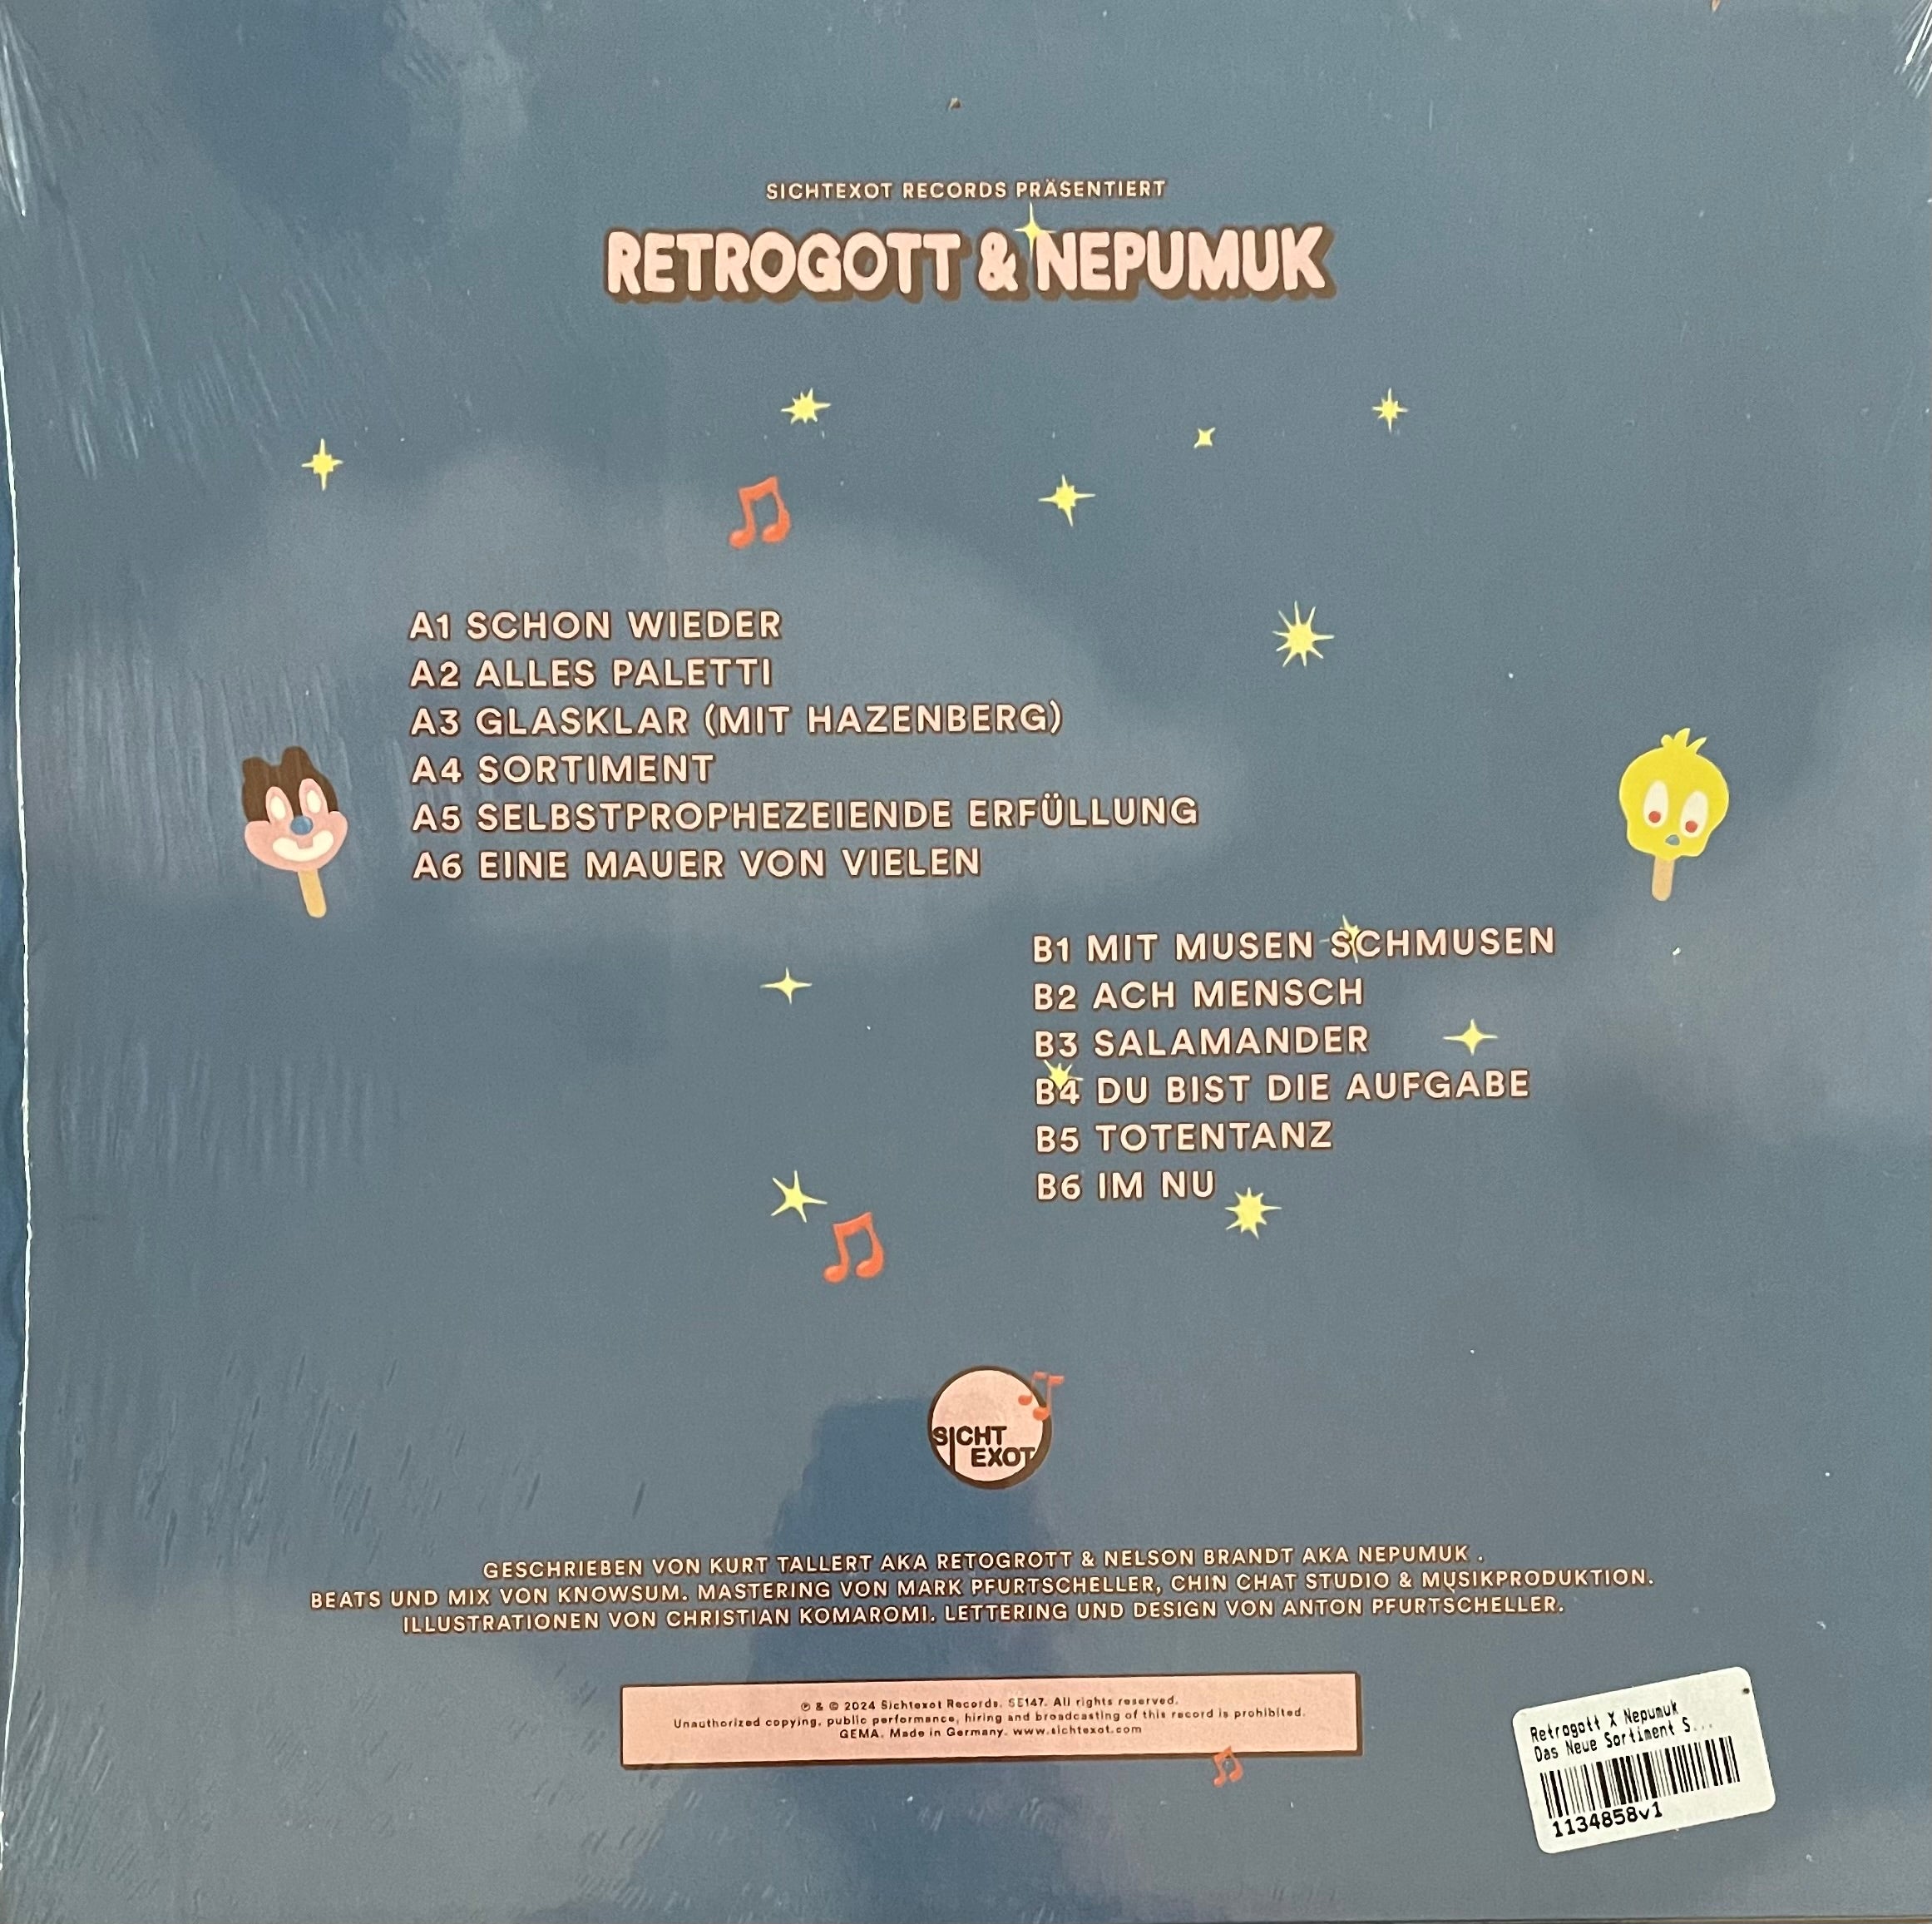 SICHTEXOT RECORDS PRÄSENTIERT
RETROGOTT & NEPUMUK
A1 SCHON WIEDER
A2 ALLES PALETTI
A3 GLASKLAR (MIT HAZENBERG)
A4 SORTIMENT
A5 SELBSTPROPHEZEIENDE ERFÜLLUNG
A6 EINE MAUER VON VIELEN
B1 MIT MUSEN SCHMUSEN
B2 ACH MENSCH
B3 SALAMANDER
B4 DU BIST DIE AUFGABE
B5 TOTENTANZ
B6 IM NU
SICHT
EXOT
GESCHRIEBEN VON KURT TALLERT AKA RETOGROTT & NELSON BRANDT AKA NEPUMUK .
BEATS UND MIX VON KNOWSUM. MASTERING VON MARK PFURTSCHELLER, CHIN CHAT STUDIO & MUSIKPRODUKTION.
ILLUSTRATIONEN VON CHRISTIAN KOMAROMI. LETTERING UND DESIGN VON ANTON PFURTSCHELLER.
℗ & © 2024 Sichtexot Records. SE147. All rights reserved.
Unauthorized copying, public performance, hiring and broadcasting of this record is prohibited.
GEMA. Made in Germany. www.sichtexot.com
Retrogott X Nepumuk
Das Neue Sortiment S...
1134858v1